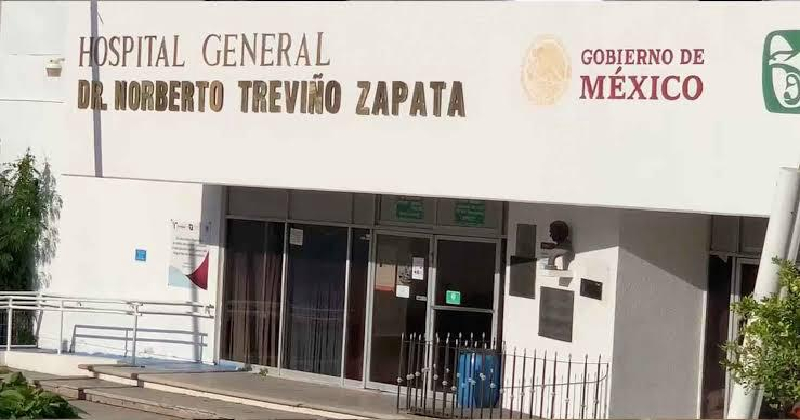 HOSPITAL GENERAL
DR. NORBERTO TREVIÑO ZAPATA
GOBIERNO DE
MÉXICO